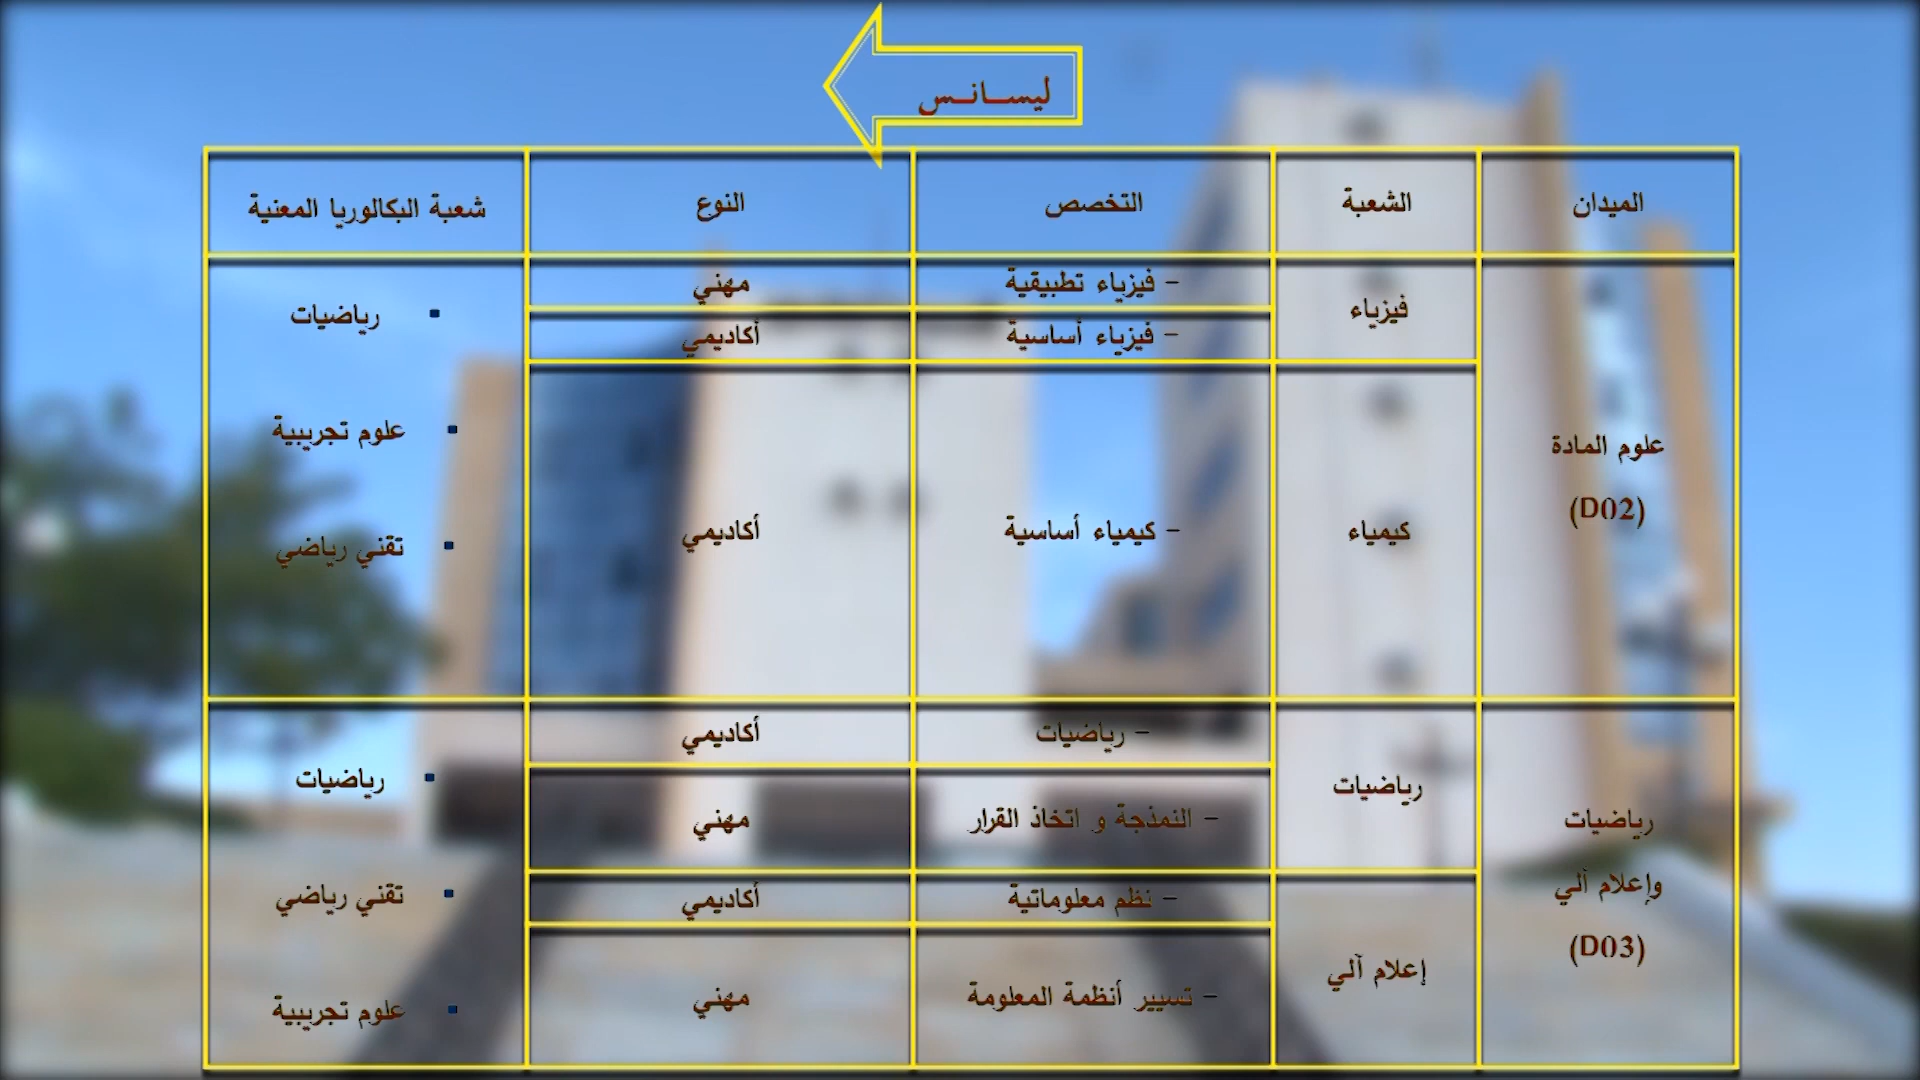 ليسانس
الميدان الشعبة التخصص النوع شعبة البكالوريا المعنية
علوم المادة
(D02)
فيزياء
- فيزياء تطبيقية مهني
- فيزياء أساسية أكاديمي
كيمياء - كيمياء أساسية أكاديمي
▪ رياضيات
▪ علوم تجريبية
▪ تقني رياضي
رياضيات
وإعلام آلي
(D03)
رياضيات
- رياضيات أكاديمي
- النمذجة و اتخاذ القرار مهني
إعلام آلي
- نظم معلوماتية أكاديمي
- تسيير أنظمة المعلومة مهني
▪ رياضيات
▪ تقني رياضي
▪ علوم تجريبية